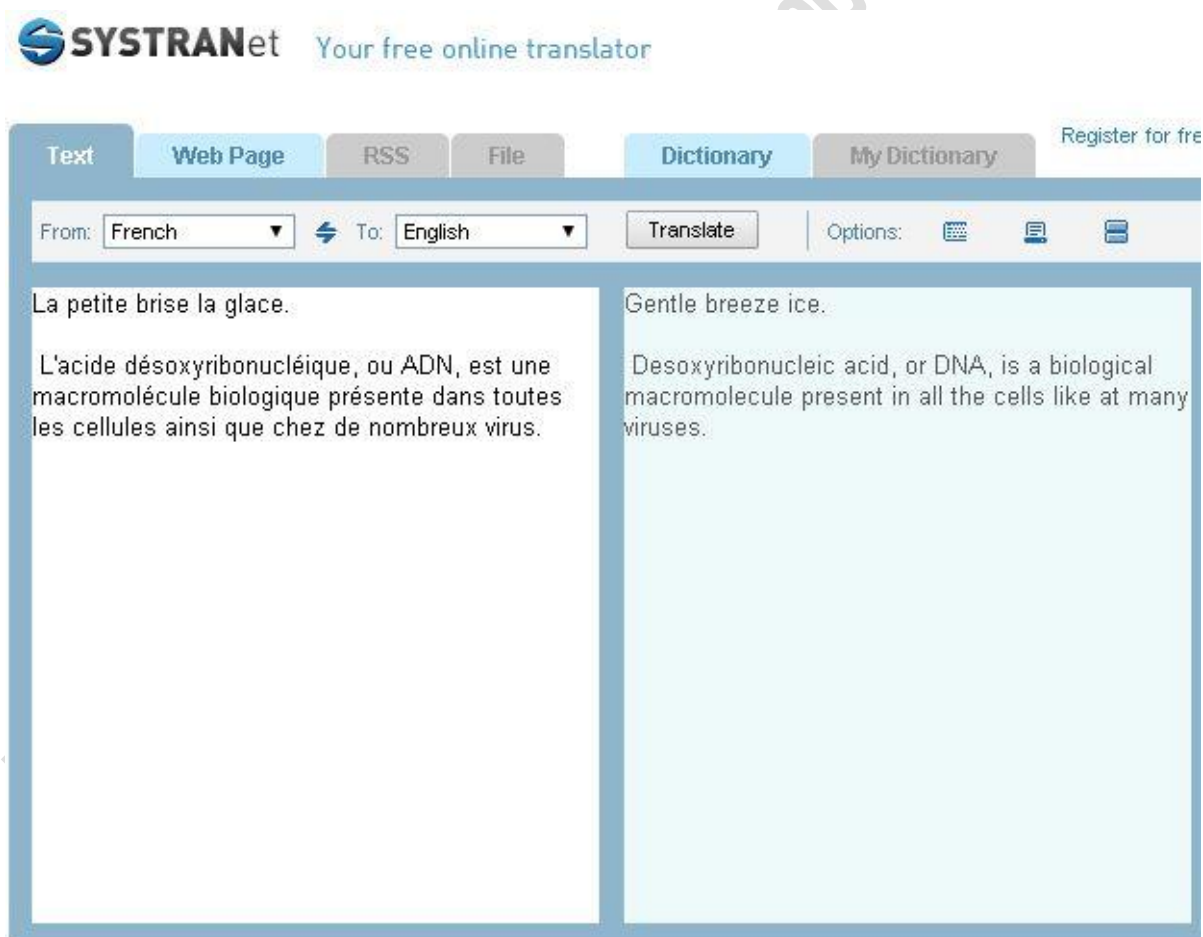 SYSTRANet Your free online translator
Register for fre
Text Web Page RSS File Dictionary My Dictionary
From: French To: English Translate Options:
La petite brise la glace.
L'acide désoxyribonucléique, ou ADN, est une
macromolécule biologique présente dans toutes
les cellules ainsi que chez de nombreux virus.
Gentle breeze ice.
Desoxyribonucleic acid, or DNA, is a biological
macromolecule present in all the cells like at many
viruses.